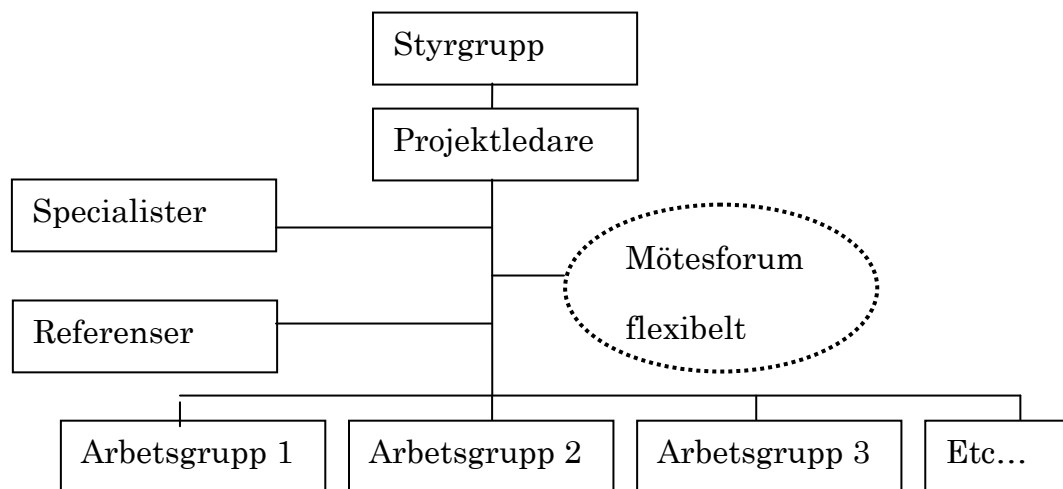 Styrgrupp
Projektledare
Specialister
Mötesforum
flexibelt
Referenser
Arbetsgrupp 1
Arbetsgrupp 2
Arbetsgrupp 3
Etc...